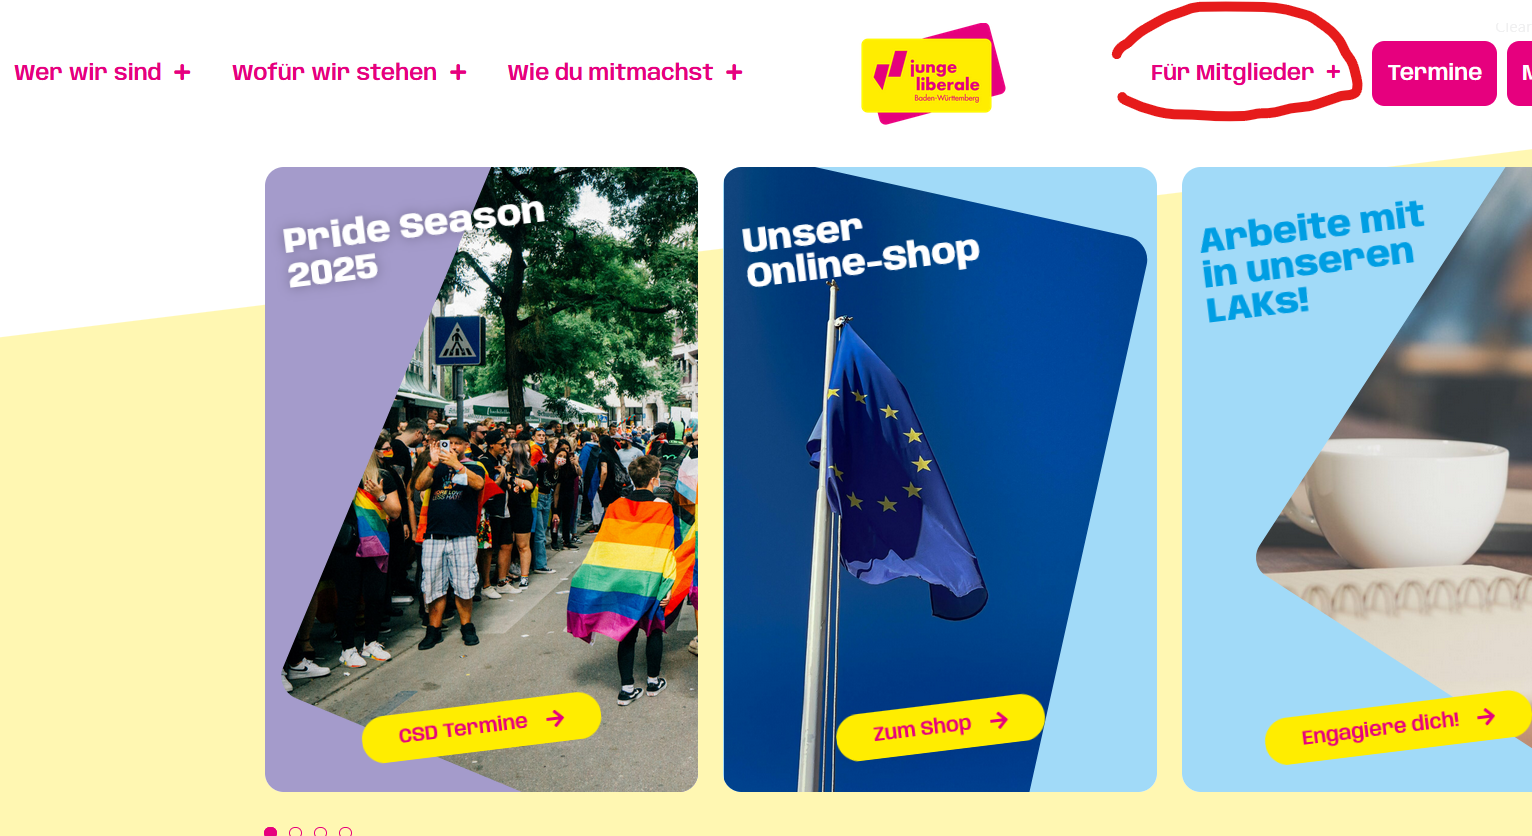 Wer wir sind +
Wofür wir stehen +
Wie du mitmachst +
junge
liberale
Baden-Württemberg
Für Mitglieder +
Termine
M
Clear
Pride Season
2025
CSD Termine →
Unser
Online-Shop
Zum Shop →
Arbeite mit
in unseren
LAKs!
Engagiere dich! →